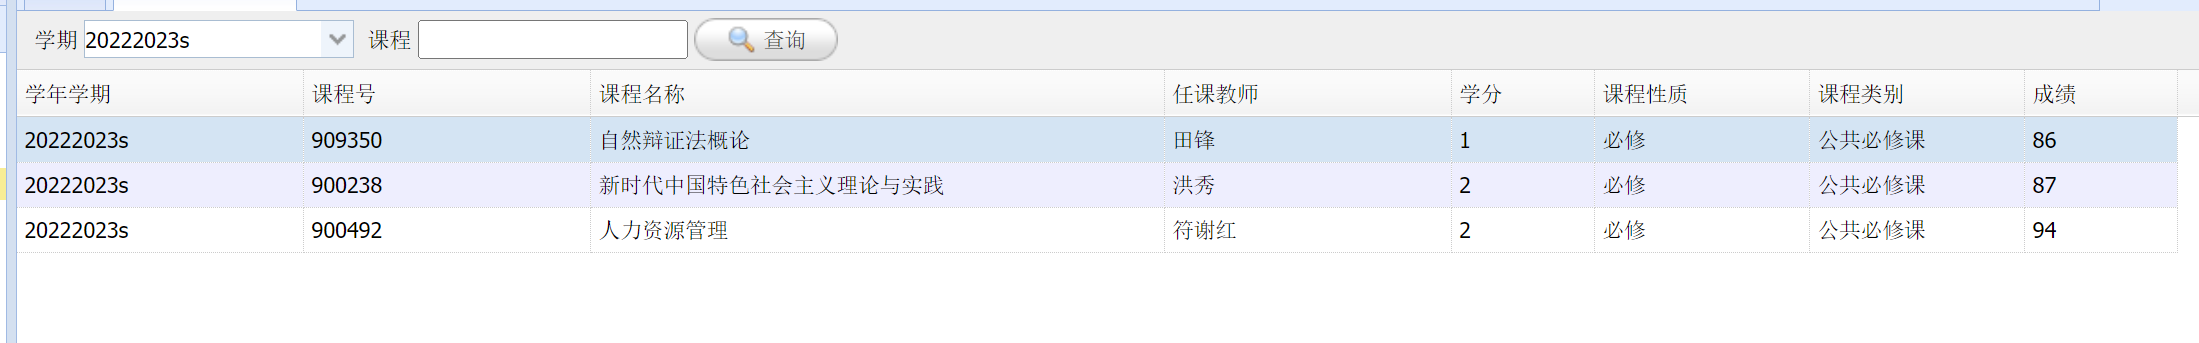 学期 20222023s 课程 查询
学年学期 课程号 课程名称 任课教师 学分 课程性质 课程类别 成绩
20222023s 909350 自然辩证法概论 田锋 1 必修 公共必修课 86
20222023s 900238 新时代中国特色社会主义理论与实践 洪秀 2 必修 公共必修课 87
20222023s 900492 人力资源管理 符谢红 2 必修 公共必修课 94